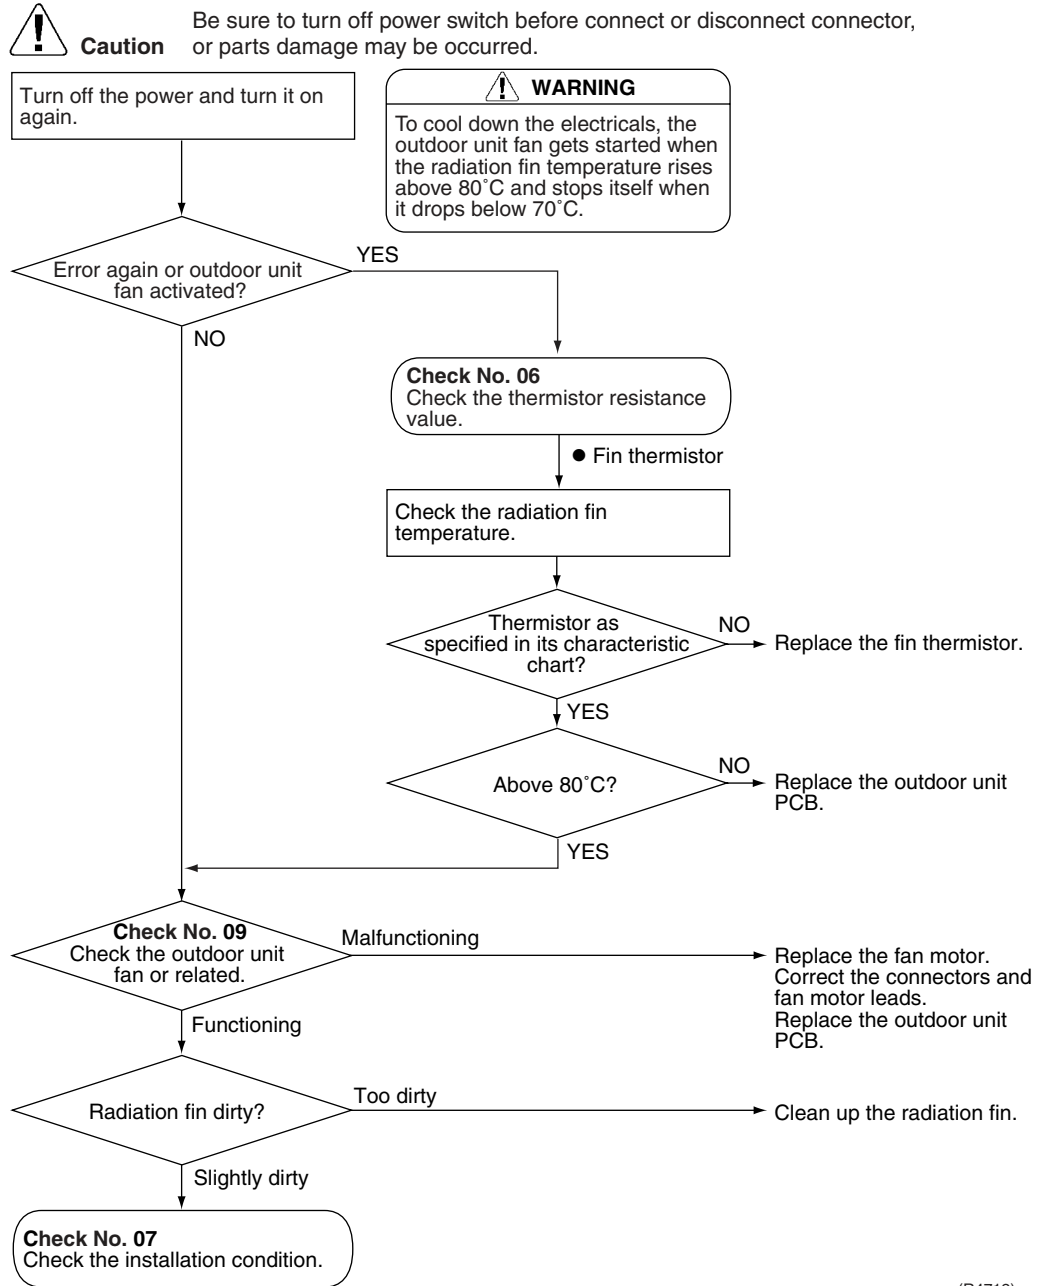 Be sure to turn off power switch before connect or disconnect connector,
Caution or parts damage may be occurred.
Turn off the power and turn it on
again.
WARNING
To cool down the electricals, the
outdoor unit fan gets started when
the radiation fin temperature rises
above 80˚C and stops itself when
it drops below 70˚C.
Error again or outdoor unit
fan activated?
YES
NO
Check No. 06
Check the thermistor resistance
value.
● Fin thermistor
Check the radiation fin
temperature.
Thermistor as
specified in its characteristic
chart?
NO
Replace the fin thermistor.
YES
Above 80˚C?
NO
Replace the outdoor unit
PCB.
YES
Check No. 09
Check the outdoor unit
fan or related.
Malfunctioning
Replace the fan motor.
Correct the connectors and
fan motor leads.
Replace the outdoor unit
PCB.
Functioning
Radiation fin dirty?
Too dirty
Clean up the radiation fin.
Slightly dirty
Check No. 07
Check the installation condition.